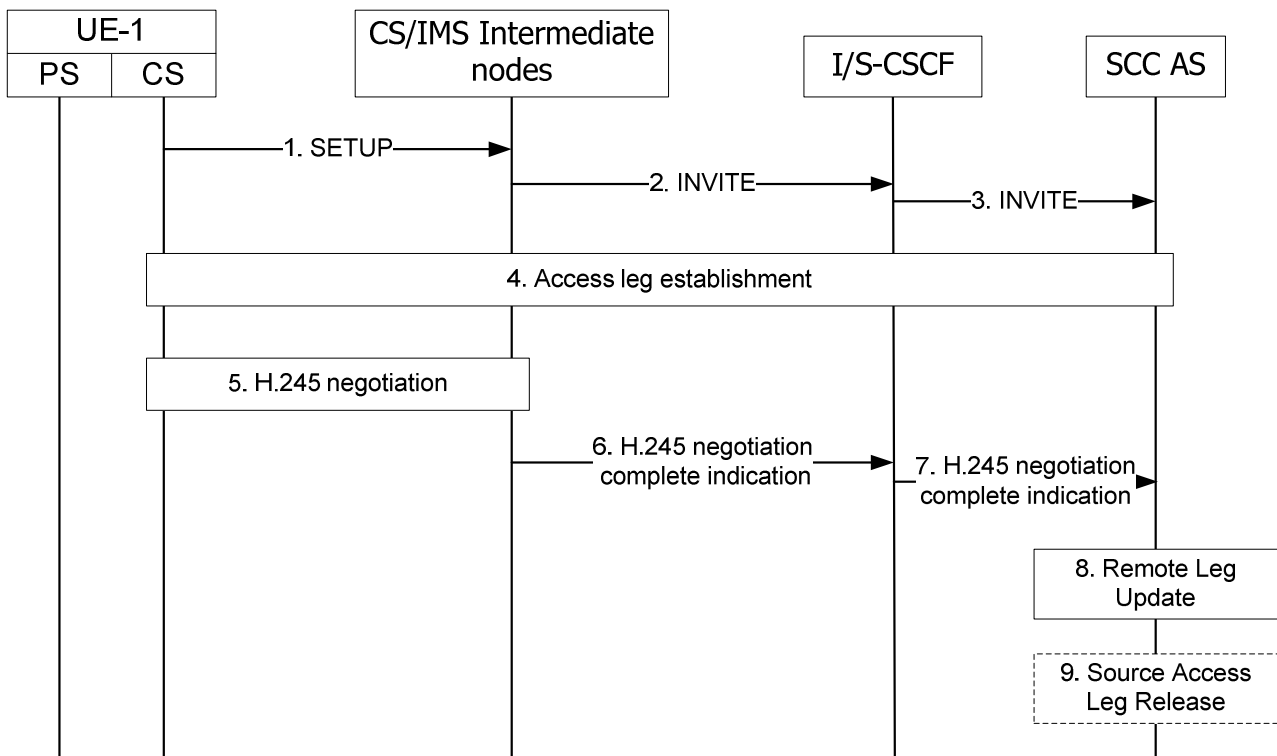 UE-1
PS
CS
CS/IMS Intermediate
nodes
I/S-CSCF
SCC AS
1. SETUP
2. INVITE
3. INVITE
4. Access leg establishment
5. H.245 negotiation
6. H.245 negotiation
complete indication
7. H.245 negotiation
complete indication
8. Remote Leg
Update
9. Source Access
Leg Release